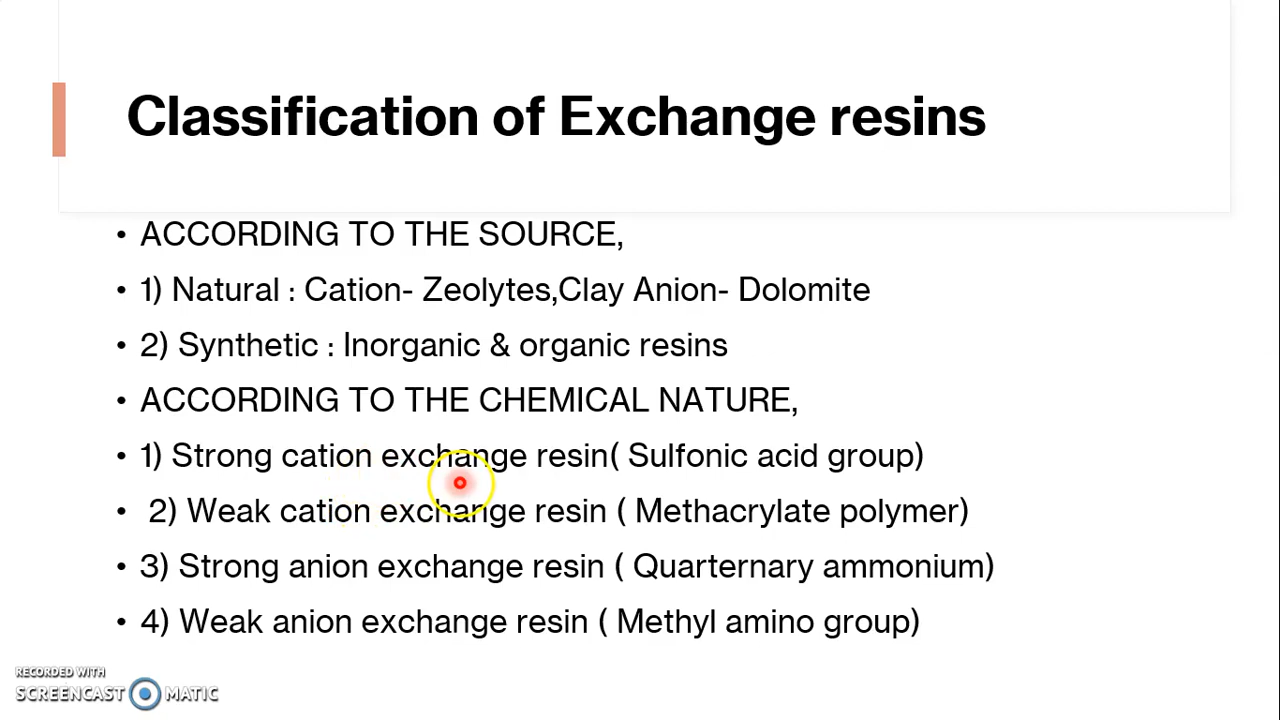 Classification of Exchange resins
• ACCORDING TO THE SOURCE,
• 1) Natural : Cation- Zeolytes,Clay Anion- Dolomite
• 2) Synthetic : Inorganic & organic resins
• ACCORDING TO THE CHEMICAL NATURE,
• 1) Strong cation exchange resin( Sulfonic acid group)
• 2) Weak cation exchange resin ( Methacrylate polymer)
• 3) Strong anion exchange resin ( Quarternary ammonium)
• 4) Weak anion exchange resin ( Methyl amino group)
RECORDED WITH
SCREENCAST MATIC